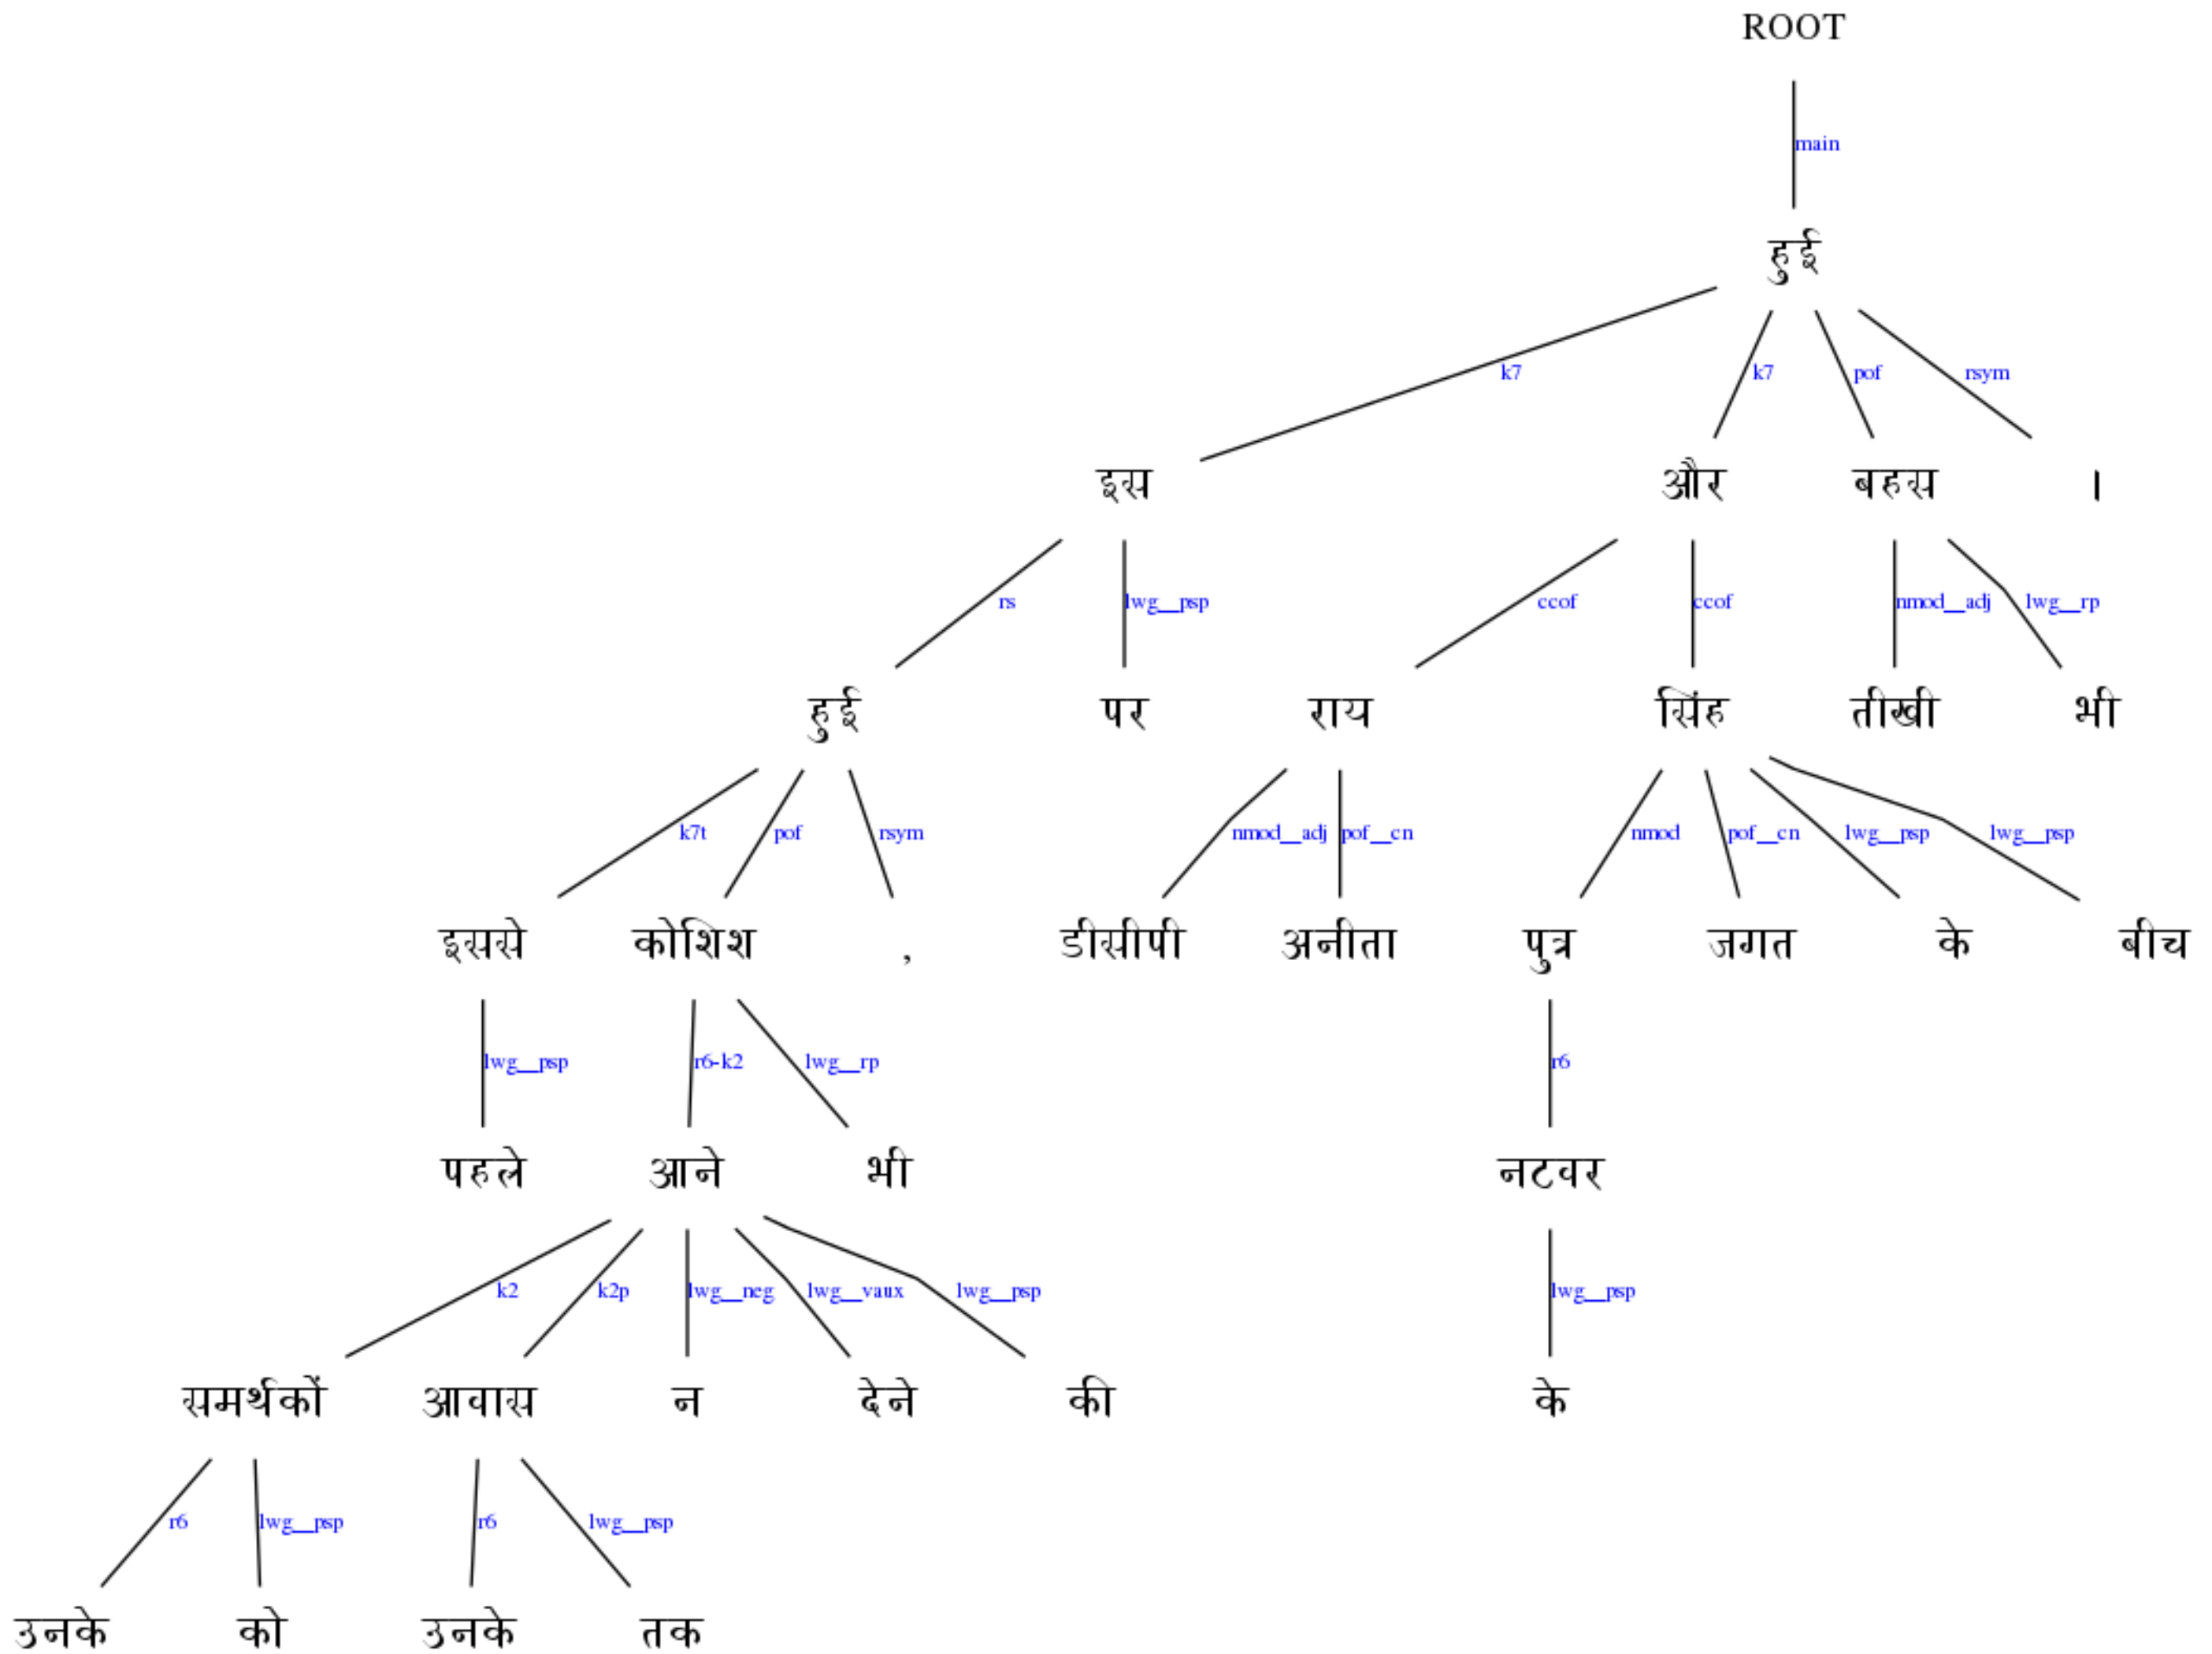 ROOT
main
हुई
k7 k7 pof rsym
इस और बहस ।
rs lwg__psp ccof ccof nmod__adj lwg__rp
हुई पर राय सिंह तीखी भी
k7t pof rsym nmod__adj pof__cn nmod pof__cn lwg__psp lwg__psp
इससे कोशिश , डीसीपी अनीता पुत्र जगत के बीच
lwg__psp r6-k2 lwg__rp r6
पहले आने भी नटवर
k2 k2p lwg__neg lwg__vaux lwg__psp lwg__psp
समर्थकों आवास न देने की के
r6 lwg__psp r6 lwg__psp
उनके को उनके तक